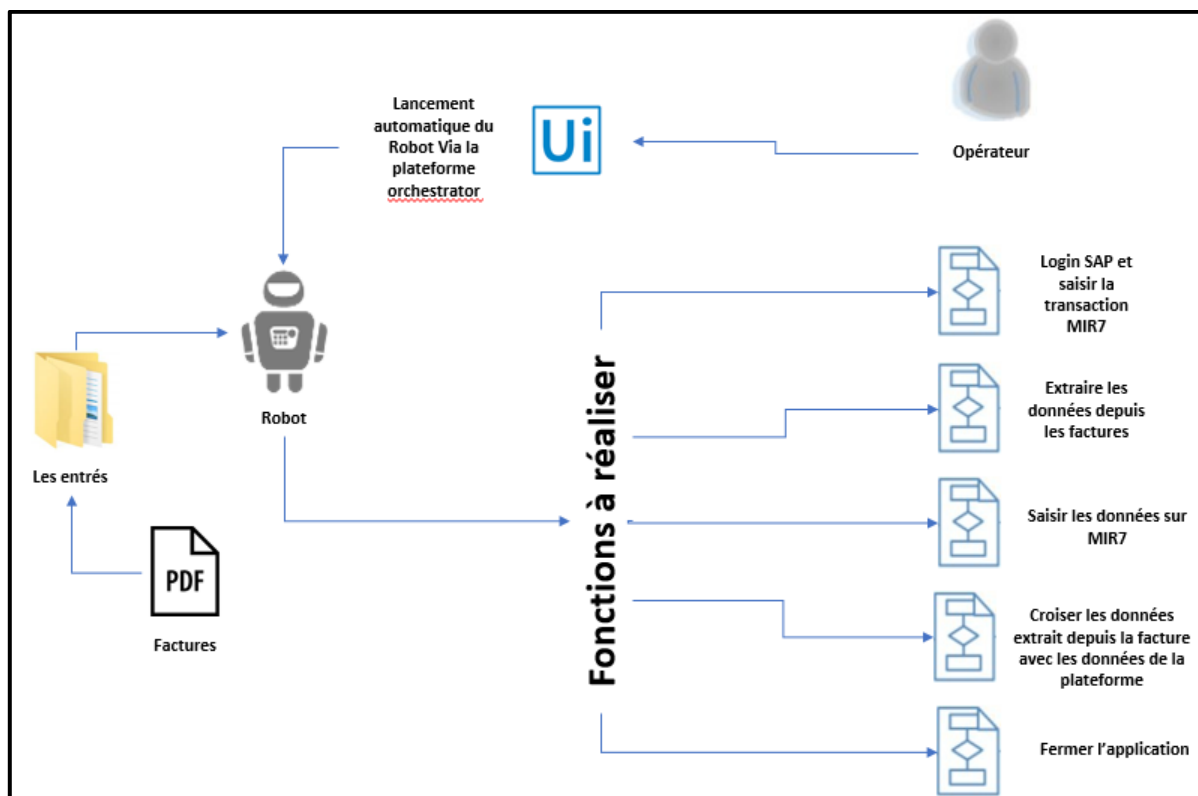 Lancement
automatique du
Robot Via la
plateforme
orchestrator
Ui
Opérateur
Robot
Les entrés
PDF
Factures
Fonctions à réaliser
Login SAP et
saisir la
transaction
MIR7
Extraire les
données depuis
les factures
Saisir les données sur
MIR7
Croiser les données
extrait depuis la facture
avec les données de la
plateforme
Fermer l’application